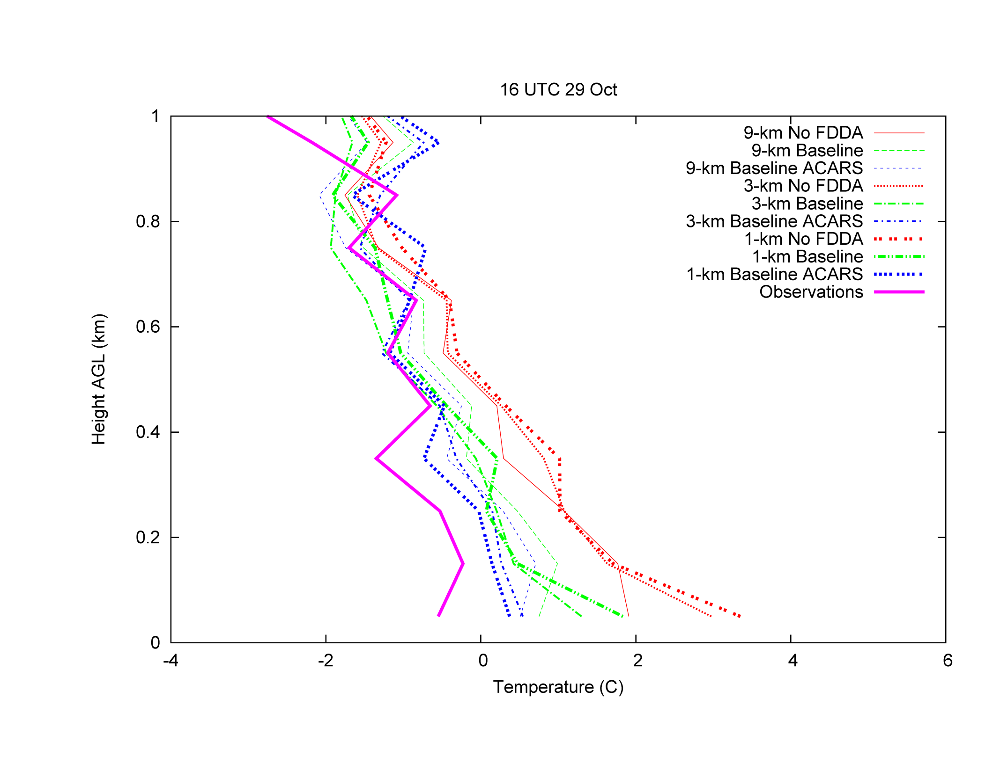 16 UTC 29 Oct
1
0.8
0.6
0.4
0.2
0
Height AGL (km)
9-km No FDDA
9-km Baseline
9-km Baseline ACARS
3-km No FDDA
3-km Baseline
3-km Baseline ACARS
1-km No FDDA
1-km Baseline
1-km Baseline ACARS
Observations
-4 -2 0 2 4 6
Temperature (C)